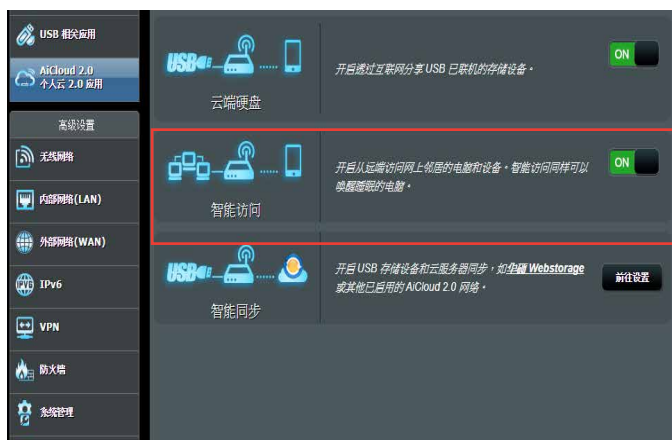 USB 相关应用
AiCloud 2.0
个人云 2.0 应用
高级设置
无线网络
内部网络(LAN)
外部网络(WAN)
IPv6
VPN
防火墙
系统管理
USB
云端硬盘
开启透过互联网分享 USB 已联机的存储设备。
ON
智能访问
开启从远端访问网上邻居的电脑和设备。智能访问同样可以
唤醒睡眠的电脑。
ON
USB
智能同步
开启 USB 存储设备和云服务器同步，如华硕 Webstorage
或其他已启用的 AiCloud 2.0 网络。
前往设置